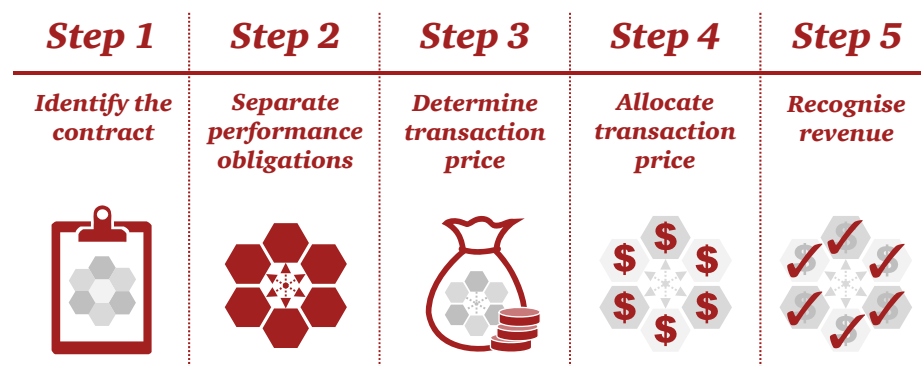 Step 1
Step 2
Step 3
Step 4
Step 5
Identify the
contract
Separate
performance
obligations
Determine
transaction
price
Allocate
transaction
price
Recognise
revenue
$
$
$
$
$
$
$
$
$
$
$
$